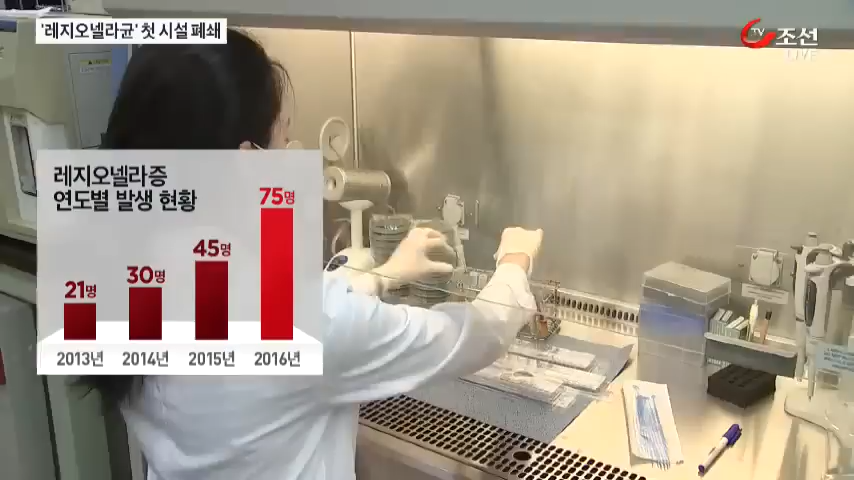 '레지오넬라균' 첫 시설 폐쇄
TV조선
LIVE
레지오넬라증
연도별 발생 현황
21명
30명
45명
75명
2013년
2014년
2015년
2016년